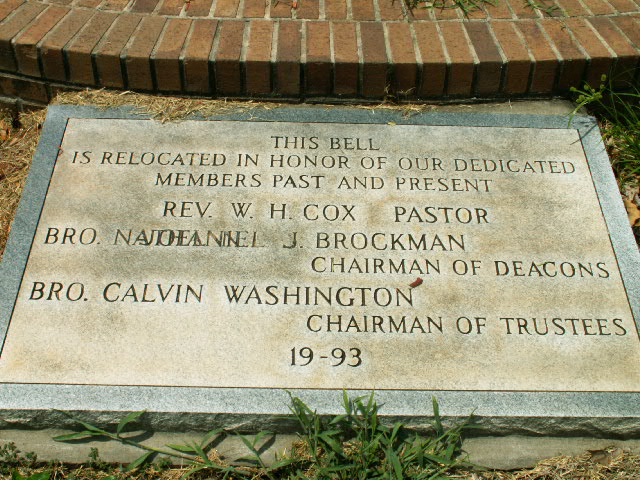 THIS BELL
IS RELOCATED IN HONOR OF OUR DEDICATED
MEMBERS PAST AND PRESENT
REV. W. H. COX PASTOR
BRO. NATHANIEL J. BROCKMAN
CHAIRMAN OF DEACONS
BRO. CALVIN WASHINGTON
CHAIRMAN OF TRUSTEES
19-93